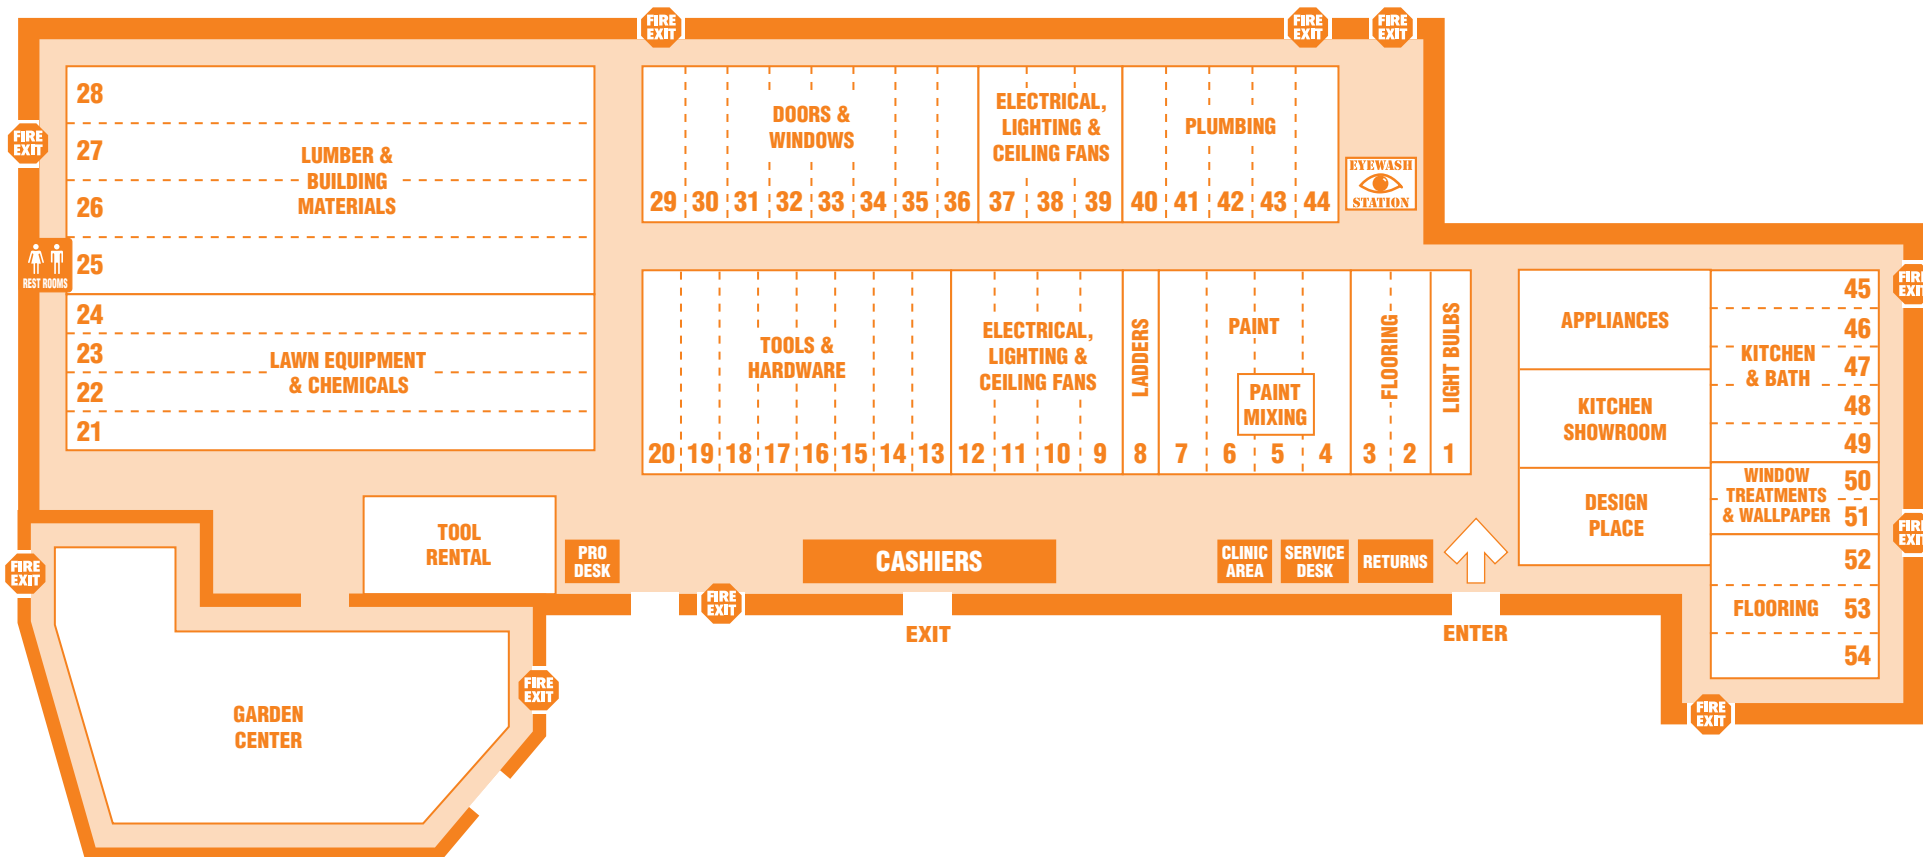 FIRE
EXIT
FIRE
EXIT
FIRE
EXIT
FIRE
EXIT
REST ROOMS
28
27
26
25
LUMBER &
BUILDING
MATERIALS
24
23
22
21
LAWN EQUIPMENT
& CHEMICALS
DOORS &
WINDOWS
29 30 31 32 33 34 35 36
ELECTRICAL,
LIGHTING &
CEILING FANS
37 38 39
PLUMBING
40 41 42 43 44
EYEWASH
STATION
TOOLS &
HARDWARE
20 19 18 17 16 15 14 13
ELECTRICAL,
LIGHTING &
CEILING FANS
12 11 10 9
LADDERS
8
PAINT
PAINT
MIXING
7 6 5 4
FLOORING
3 2
LIGHT BULBS
1
APPLIANCES
KITCHEN
SHOWROOM
DESIGN
PLACE
45
46
47
48
49
KITCHEN
& BATH
WINDOW
TREATMENTS
& WALLPAPER
50
51
52
FLOORING 53
54
FIRE
EXIT
FIRE
EXIT
FIRE
EXIT
TOOL
RENTAL
PRO
DESK
CASHIERS
CLINIC
AREA
SERVICE
DESK
RETURNS
FIRE
EXIT
EXIT
ENTER
FIRE
EXIT
FIRE
EXIT
GARDEN
CENTER